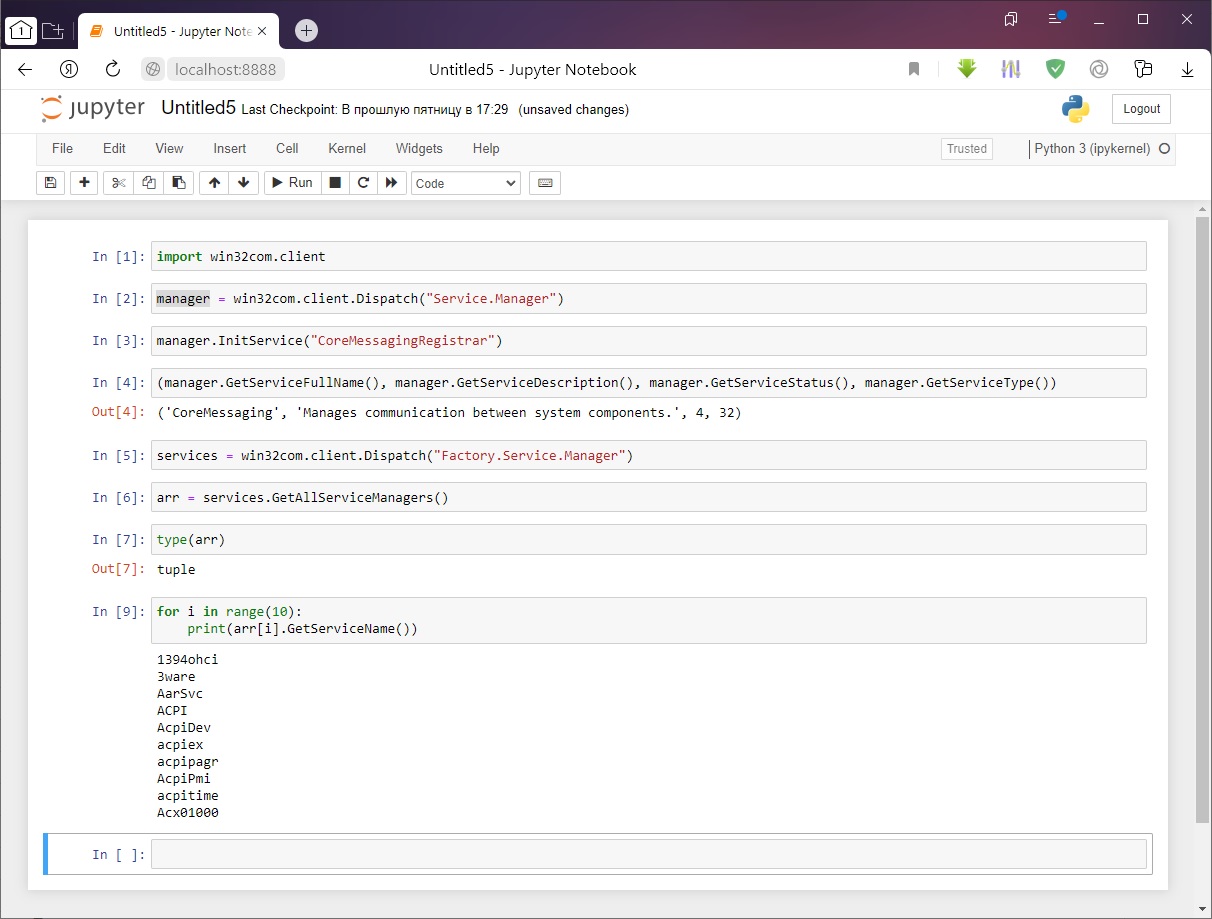 1
Untitled5 - Jupyter Note
localhost:8888
Untitled5 - Jupyter Notebook
jupyter Untitled5 Last Checkpoint: В прошлую пятницу в 17:29 (unsaved changes)
Logout
File Edit View Insert Cell Kernel Widgets Help
Trusted
Python 3 (ipykernel)
Run
Code
In [1]: import win32com.client
In [2]: manager = win32com.client.Dispatch("Service.Manager")
In [3]: manager.InitService("CoreMessagingRegistrar")
In [4]: (manager.GetServiceFullName(), manager.GetServiceDescription(), manager.GetServiceStatus(), manager.GetServiceType())
Out[4]: ('CoreMessaging', 'Manages communication between system components.', 4, 32)
In [5]: services = win32com.client.Dispatch("Factory.Service.Manager")
In [6]: arr = services.GetAllServiceManagers()
In [7]: type(arr)
Out[7]: tuple
In [9]: for i in range(10):
    print(arr[i].GetServiceName())
1394ohci
3ware
AarSvc
ACPI
AcpiDev
acpiex
acpipagr
AcpiPmi
acpitime
Acx01000
In [ ]: